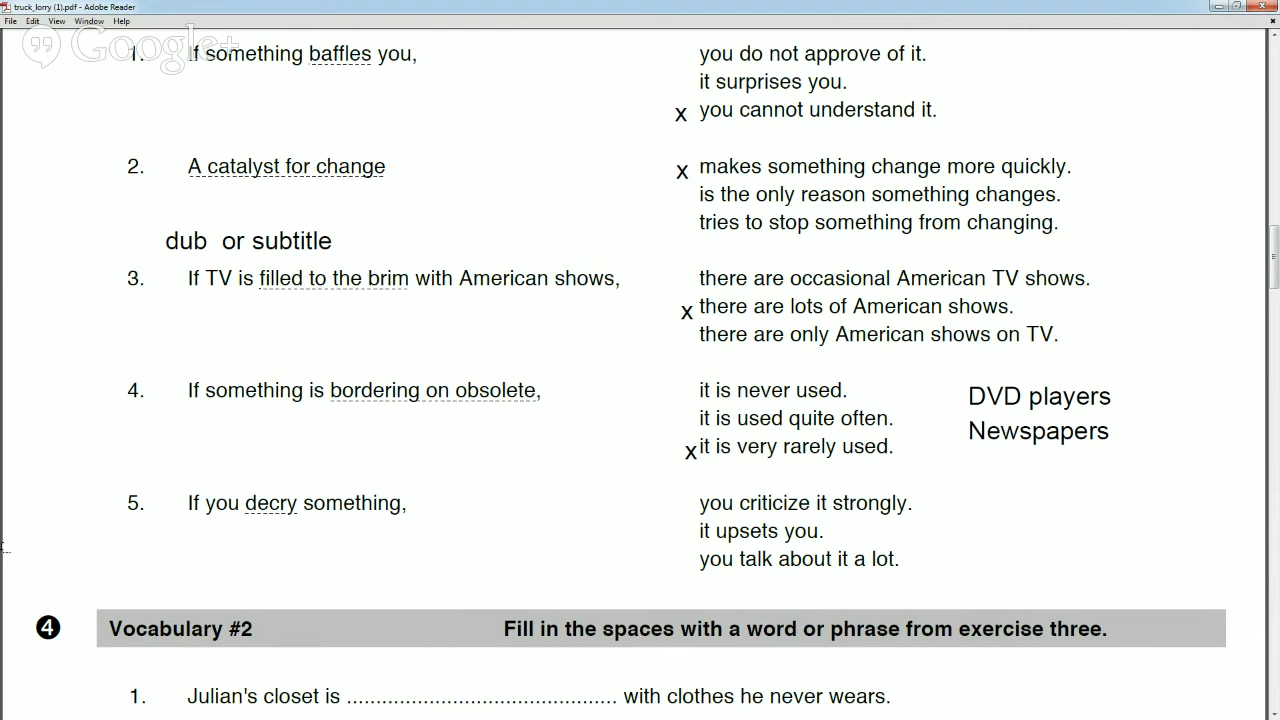 truck_lorry (1).pdf - Adobe Reader
File Edit View Window Help
Google+
1. If something baffles you, you do not approve of it.
it surprises you.
x you cannot understand it.
2. A catalyst for change x makes something change more quickly.
is the only reason something changes.
tries to stop something from changing.
dub or subtitle
3. If TV is filled to the brim with American shows, there are occasional American TV shows.
x there are lots of American shows.
there are only American shows on TV.
4. If something is bordering on obsolete, it is never used. DVD players
it is used quite often. Newspapers
x it is very rarely used.
5. If you decry something, you criticize it strongly.
it upsets you.
you talk about it a lot.
4 Vocabulary #2 Fill in the spaces with a word or phrase from exercise three.
1. Julian's closet is ............................................. with clothes he never wears.